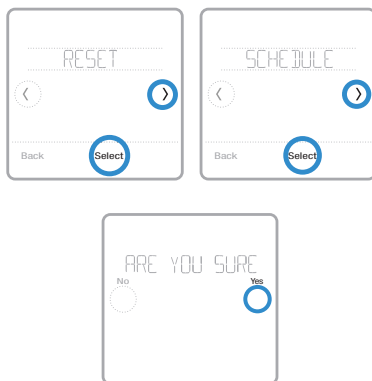 RESET
Back
Select
SCHEDULE
Back
Select
ARE YOU SURE
No
Yes